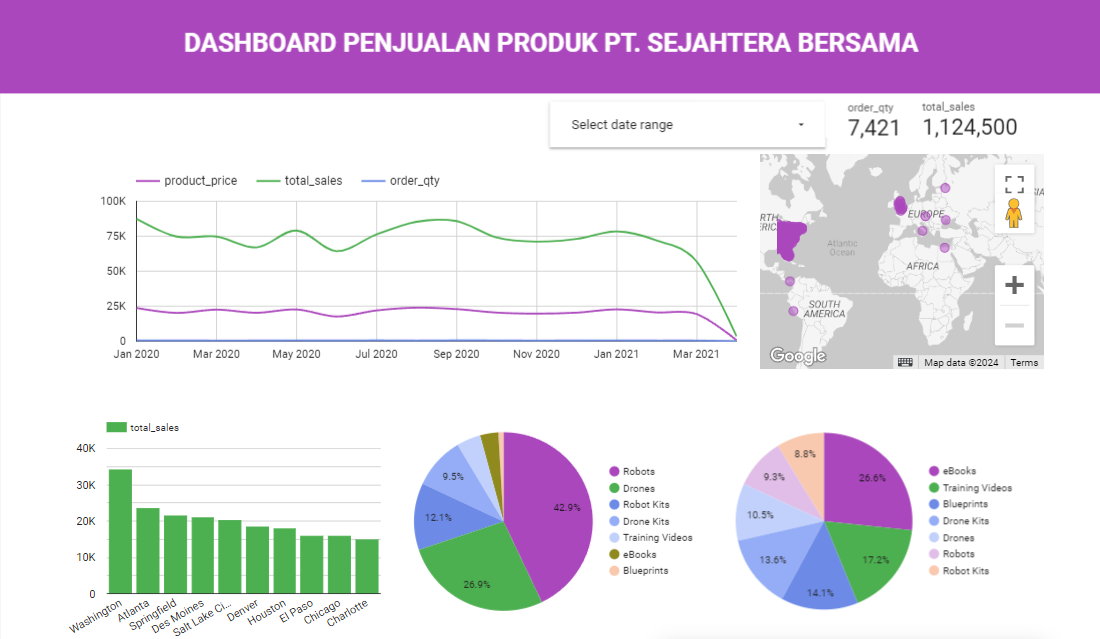 DASHBOARD PENJUALAN PRODUK PT. SEJAHTERA BERSAMA
Select date range
order_qty
7,421
total_sales
1,124,500
product_price
total_sales
order_qty
100K
75K
50K
25K
0
Jan 2020
Mar 2020
May 2020
Jul 2020
Sep 2020
Nov 2020
Jan 2021
Mar 2021
EUROPE
Atlantic
Ocean
AFRICA
SOUTH
AMERICA
Google
Map data ©2024
Terms
total_sales
40K
30K
20K
10K
0
Washington
Atlanta
Springfield
Des Moines
Salt Lake Ci...
Denver
Houston
El Paso
Chicago
Charlotte
42.9%
26.9%
12.1%
9.5%
Robots
Drones
Robot Kits
Drone Kits
Training Videos
eBooks
Blueprints
26.6%
17.2%
14.1%
13.6%
10.5%
9.3%
8.8%
eBooks
Training Videos
Blueprints
Drone Kits
Drones
Robots
Robot Kits